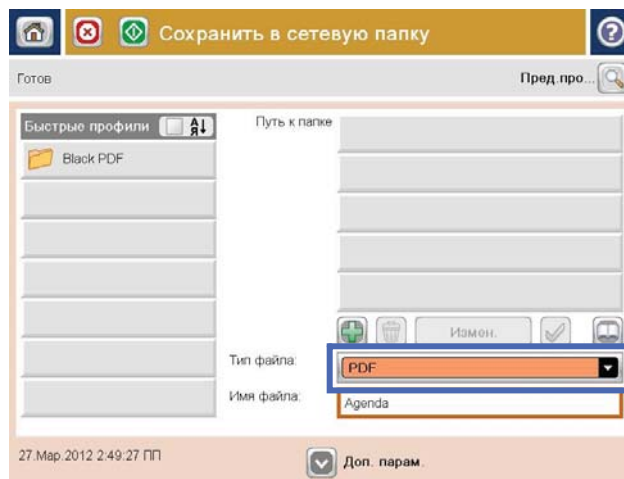 Сохранить в сетевую папку
Готов
Пред.про...
Быстрые профили
АЯ
Путь к папке
Black PDF
Измен.
Тип файла:
PDF
Имя файла:
Agenda
27.Мар.2012 2:49:27 ПП
Доп. парам.